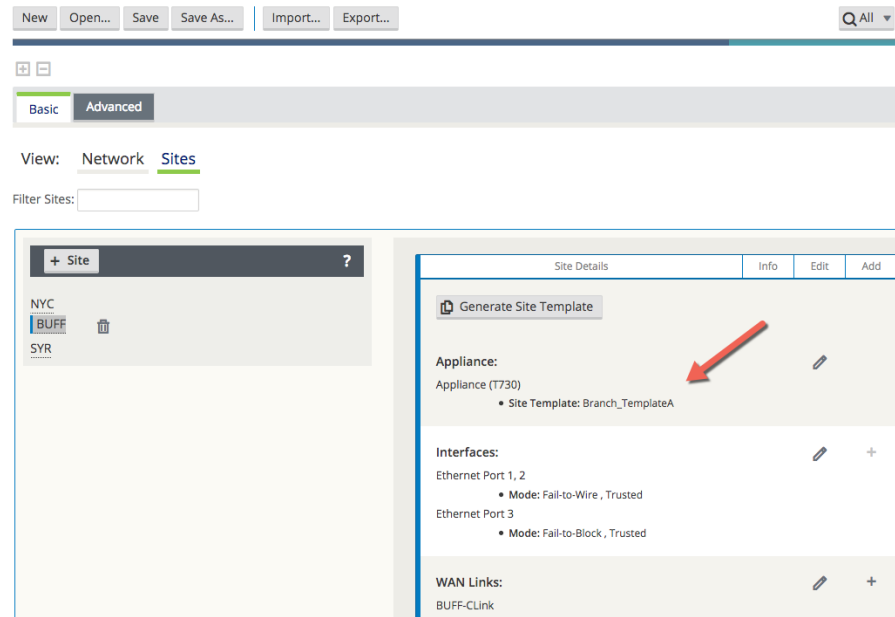 New Open... Save Save As... Import... Export... All
Basic Advanced
View: Network Sites
Filter Sites:
+ Site ?
NYC
BUFF
SYR
Site Details Info Edit Add
Generate Site Template
Appliance:
Appliance (T730)
• Site Template: Branch_TemplateA
Interfaces:
Ethernet Port 1, 2
• Mode: Fail-to-Wire , Trusted
Ethernet Port 3
• Mode: Fail-to-Block , Trusted
WAN Links:
BUFF-CLink